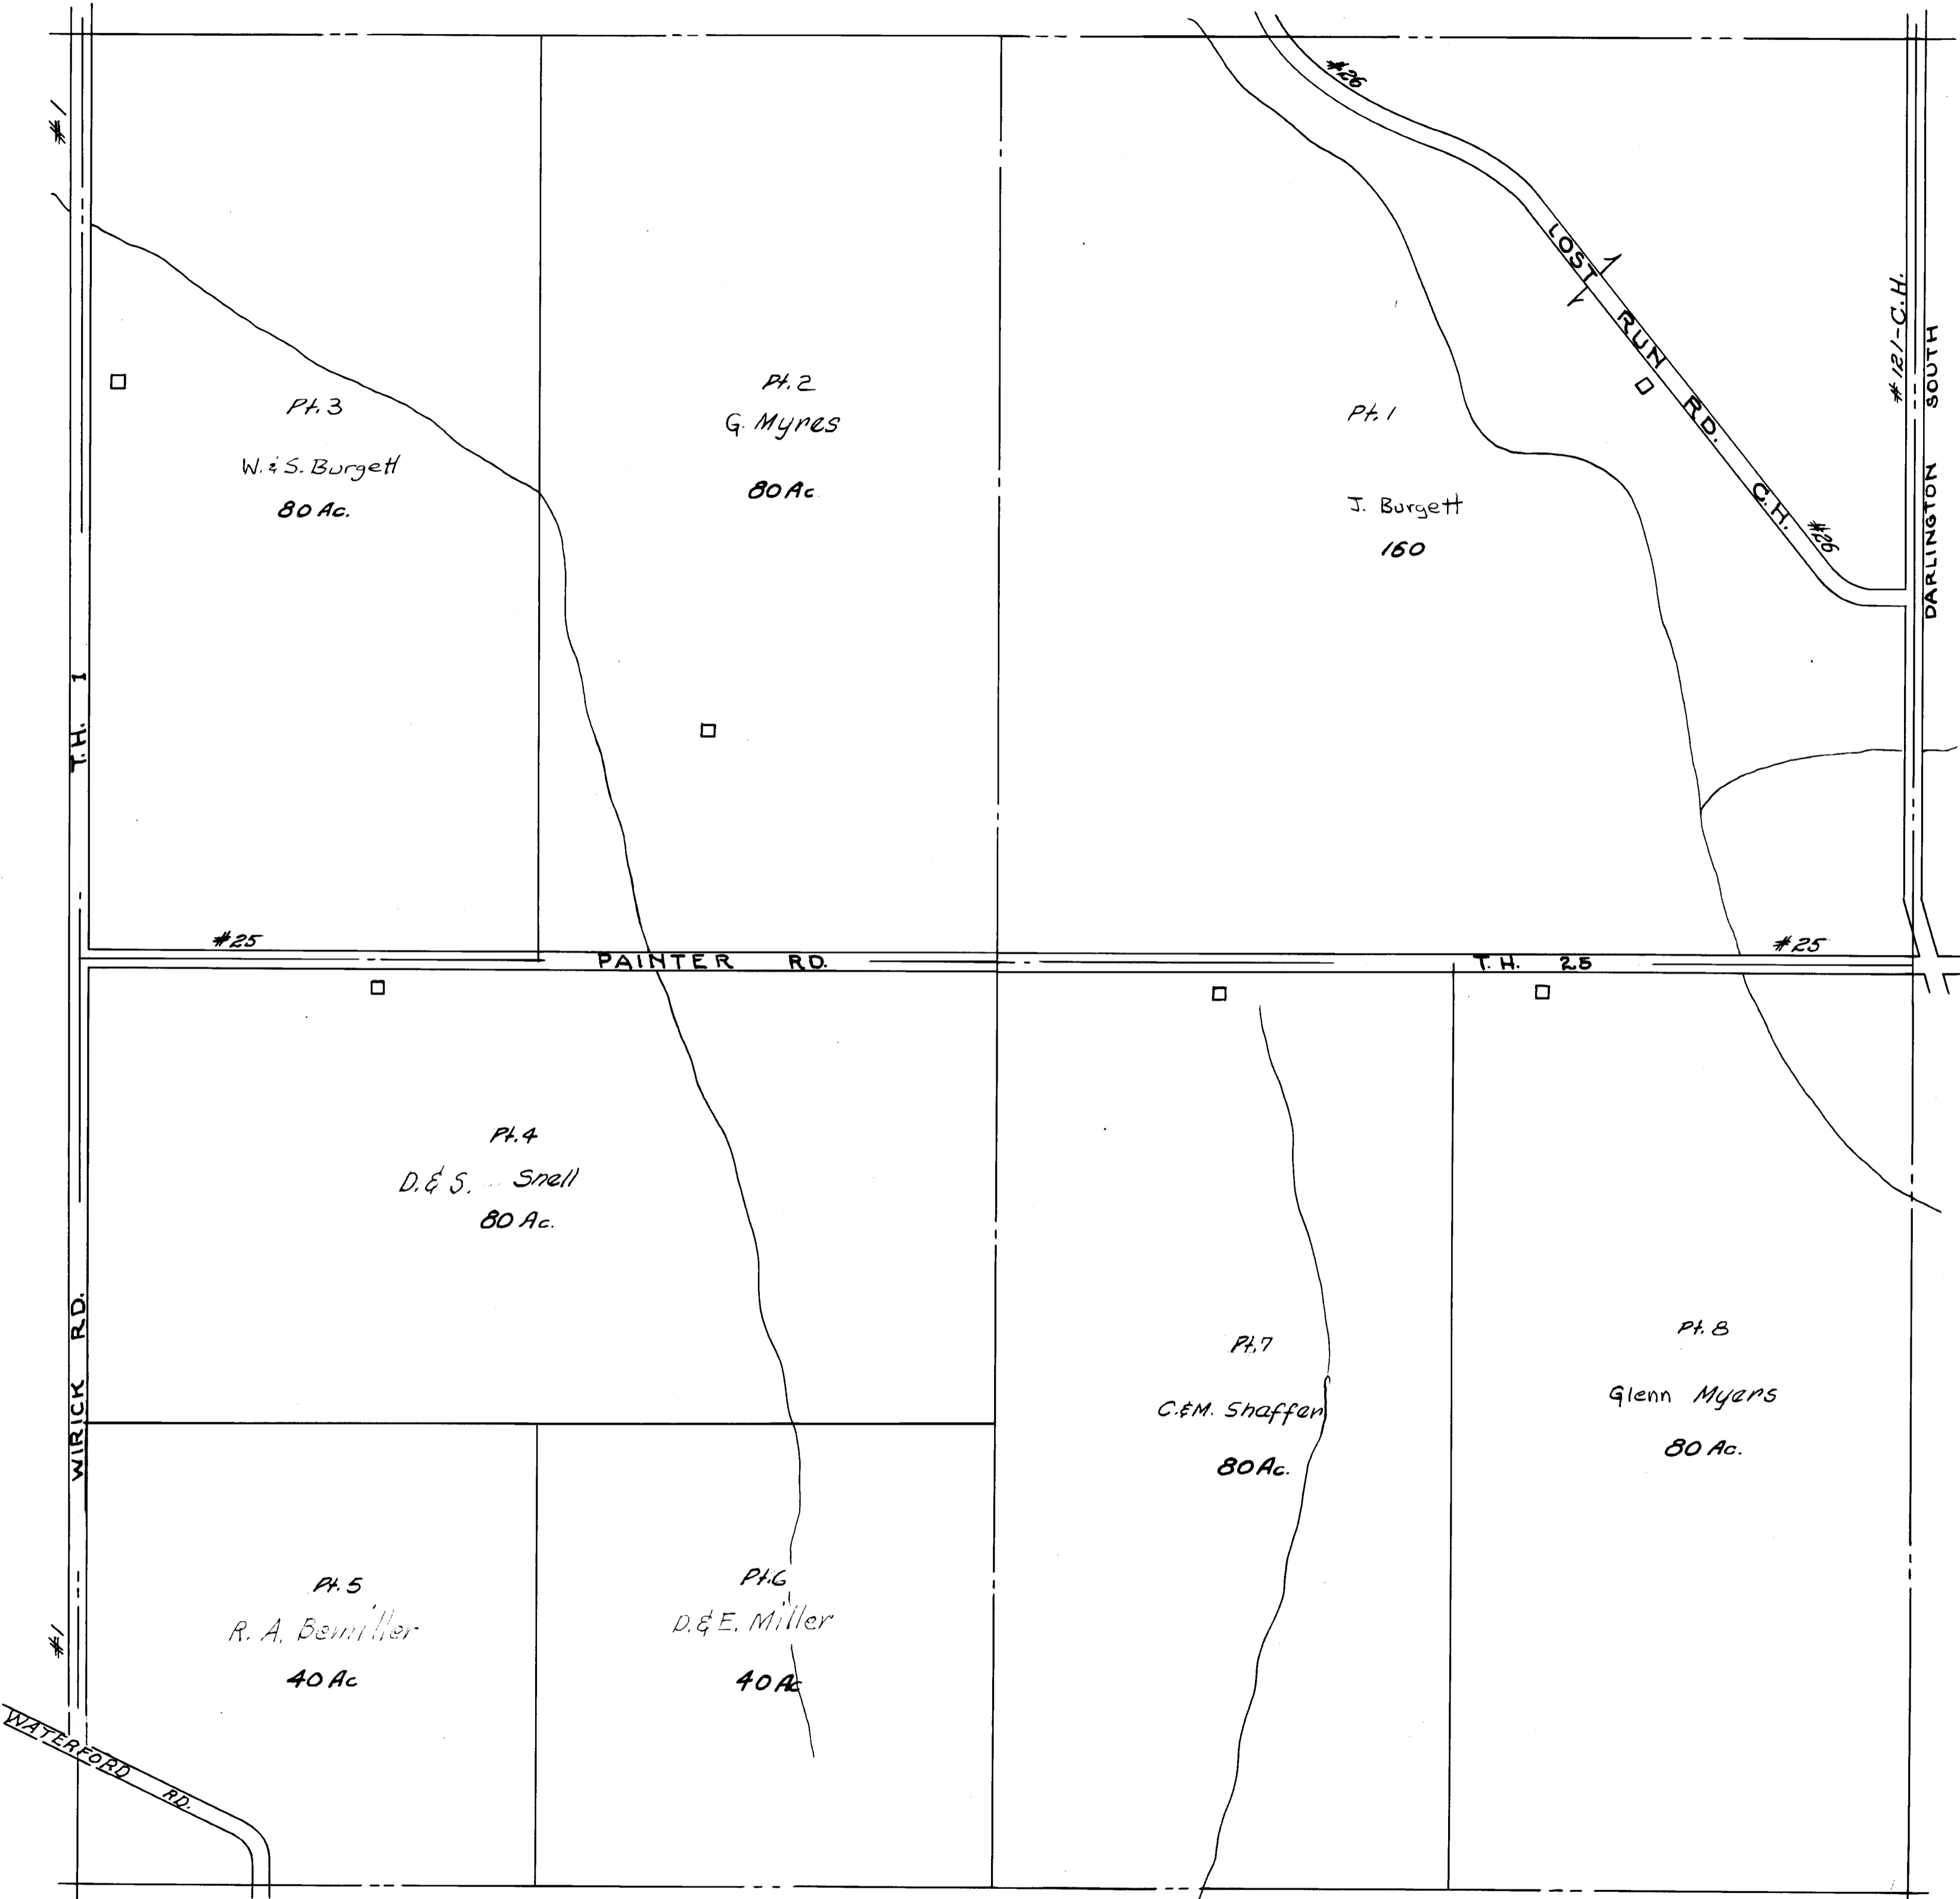 #26
#1
LOST RUN RD. C.H.
#121-C.H.
DARLINGTON SOUTH
#26
Pt. 3
W. & S. Burgett
80 Ac.
Pt. 2
G. Myres
80 Ac.
Pt. 1
J. Burgett
160
T.H. 1
#25
PAINTER RD.
T.H. 25
#25
Pt. 4
D. & S. Snell
80 Ac.
WIRICK RD.
Pt. 7
C. & M. Shaffer
80 Ac.
Pt. 8
Glenn Myers
80 Ac.
Pt. 5
R. A. Bemiller
40 Ac
Pt. 6
D. & E. Miller
40 Ac
#1
WATERFORD RD.